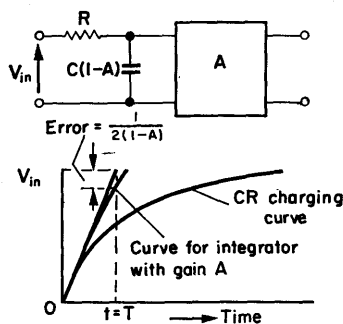 R
C(1-A)
A
Vin
Error = 1/2(1-A)
Vin
CR charging
curve
Curve for integrator
with gain A
O
t=T
Time